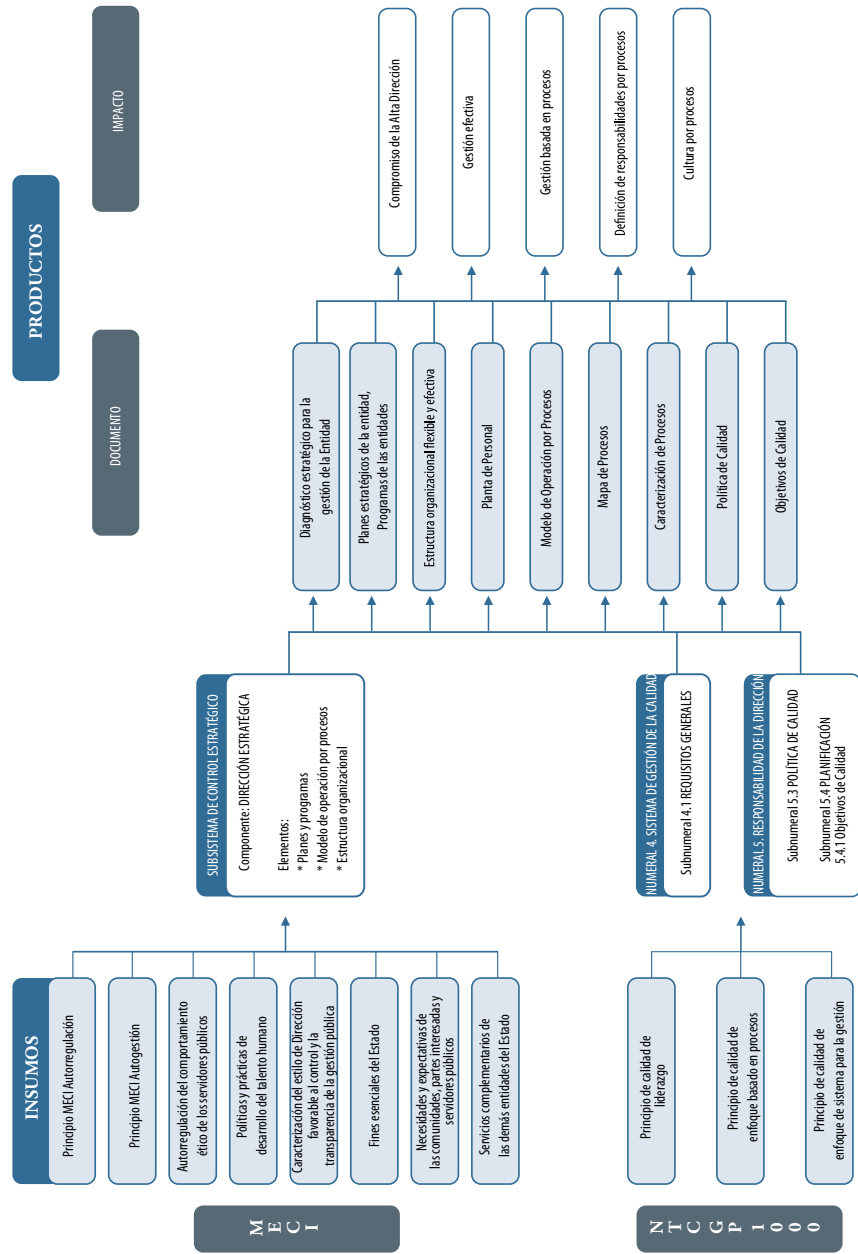 PRODUCTOS
DOCUMENTO
IMPACTO
INSUMOS
M
E
C
I
Principio MECI Autorregulación
Principio MECI Autogestión
Autorregulación del comportamiento
ético de los servidores públicos
Políticas y prácticas de
desarrollo del talento humano
Caracterización del estilo de Dirección
favorable al control y la
transparencia de la gestión pública
Fines esenciales del Estado
Necesidades y expectativas de
las comunidades, partes interesadas y
servidores públicos
Servicios complementarios de
las demás entidades del Estado
SUBSISTEMA DE CONTROL ESTRATÉGICO
Componente: DIRECCIÓN ESTRATÉGICA
Elementos:
* Planes y programas
* Modelo de operación por procesos
* Estructura organizacional
N
T
C
G
P
1
0
0
0
Principio de calidad de
liderazgo
Principio de calidad de
enfoque basado en procesos
Principio de calidad de
enfoque de sistema para la gestión
NUMERAL 4. SISTEMA DE GESTIÓN DE LA CALIDAD
Subnumeral 4.1 REQUISITOS GENERALES
NUMERAL 5. RESPONSABILIDAD DE LA DIRECCIÓN
Subnumeral 5.3 POLÍTICA DE CALIDAD
Subnumeral 5.4 PLANIFICACIÓN
5.4.1 Objetivos de Calidad
Diagnóstico estratégico para la
gestión de la Entidad
Planes estratégicos de la entidad,
Programas de las entidades
Estructura organizacional flexible y efectiva
Planta de Personal
Modelo de Operación por Procesos
Mapa de Procesos
Caracterización de Procesos
Política de Calidad
Objetivos de Calidad
Compromiso de la Alta Dirección
Gestión efectiva
Gestión basada en procesos
Definición de responsabilidades por procesos
Cultura por procesos